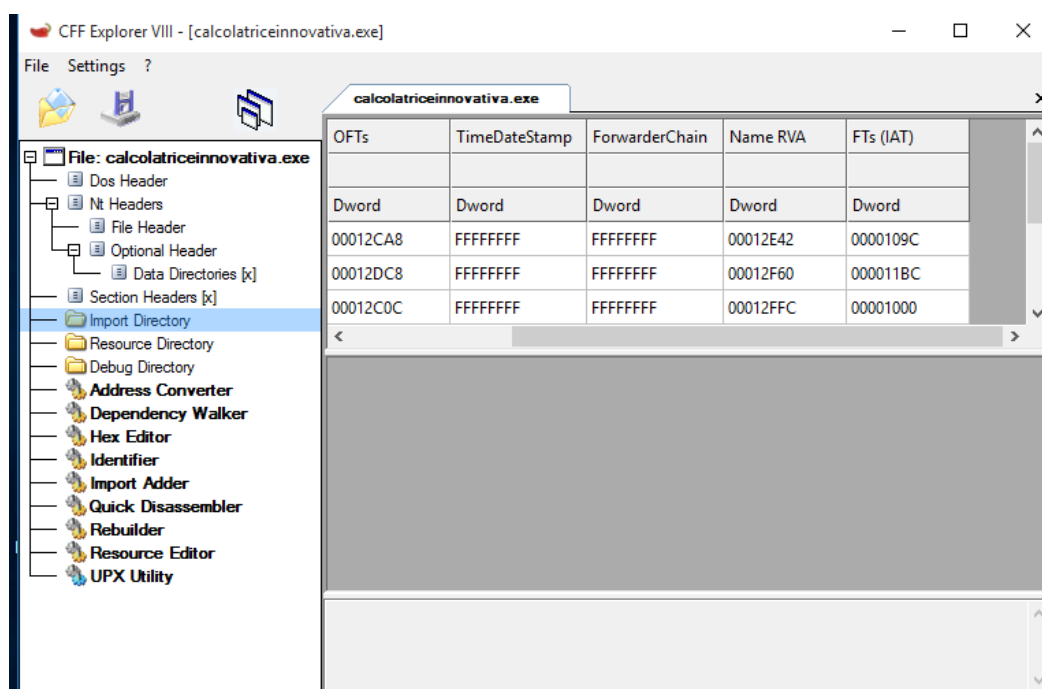 CFF Explorer VIII - [calcolatriceinnovativa.exe]
File Settings ?
calcolatriceinnovativa.exe
File: calcolatriceinnovativa.exe
Dos Header
Nt Headers
File Header
Optional Header
Data Directories [x]
Section Headers [x]
Import Directory
Resource Directory
Debug Directory
Address Converter
Dependency Walker
Hex Editor
Identifier
Import Adder
Quick Disassembler
Rebuilder
Resource Editor
UPX Utility
OFTs TimeDateStamp ForwarderChain Name RVA FTs (IAT)
Dword Dword Dword Dword Dword
00012CA8 FFFFFFFF FFFFFFFF 00012E42 0000109C
00012DC8 FFFFFFFF FFFFFFFF 00012F60 000011BC
00012C0C FFFFFFFF FFFFFFFF 00012FFC 00001000